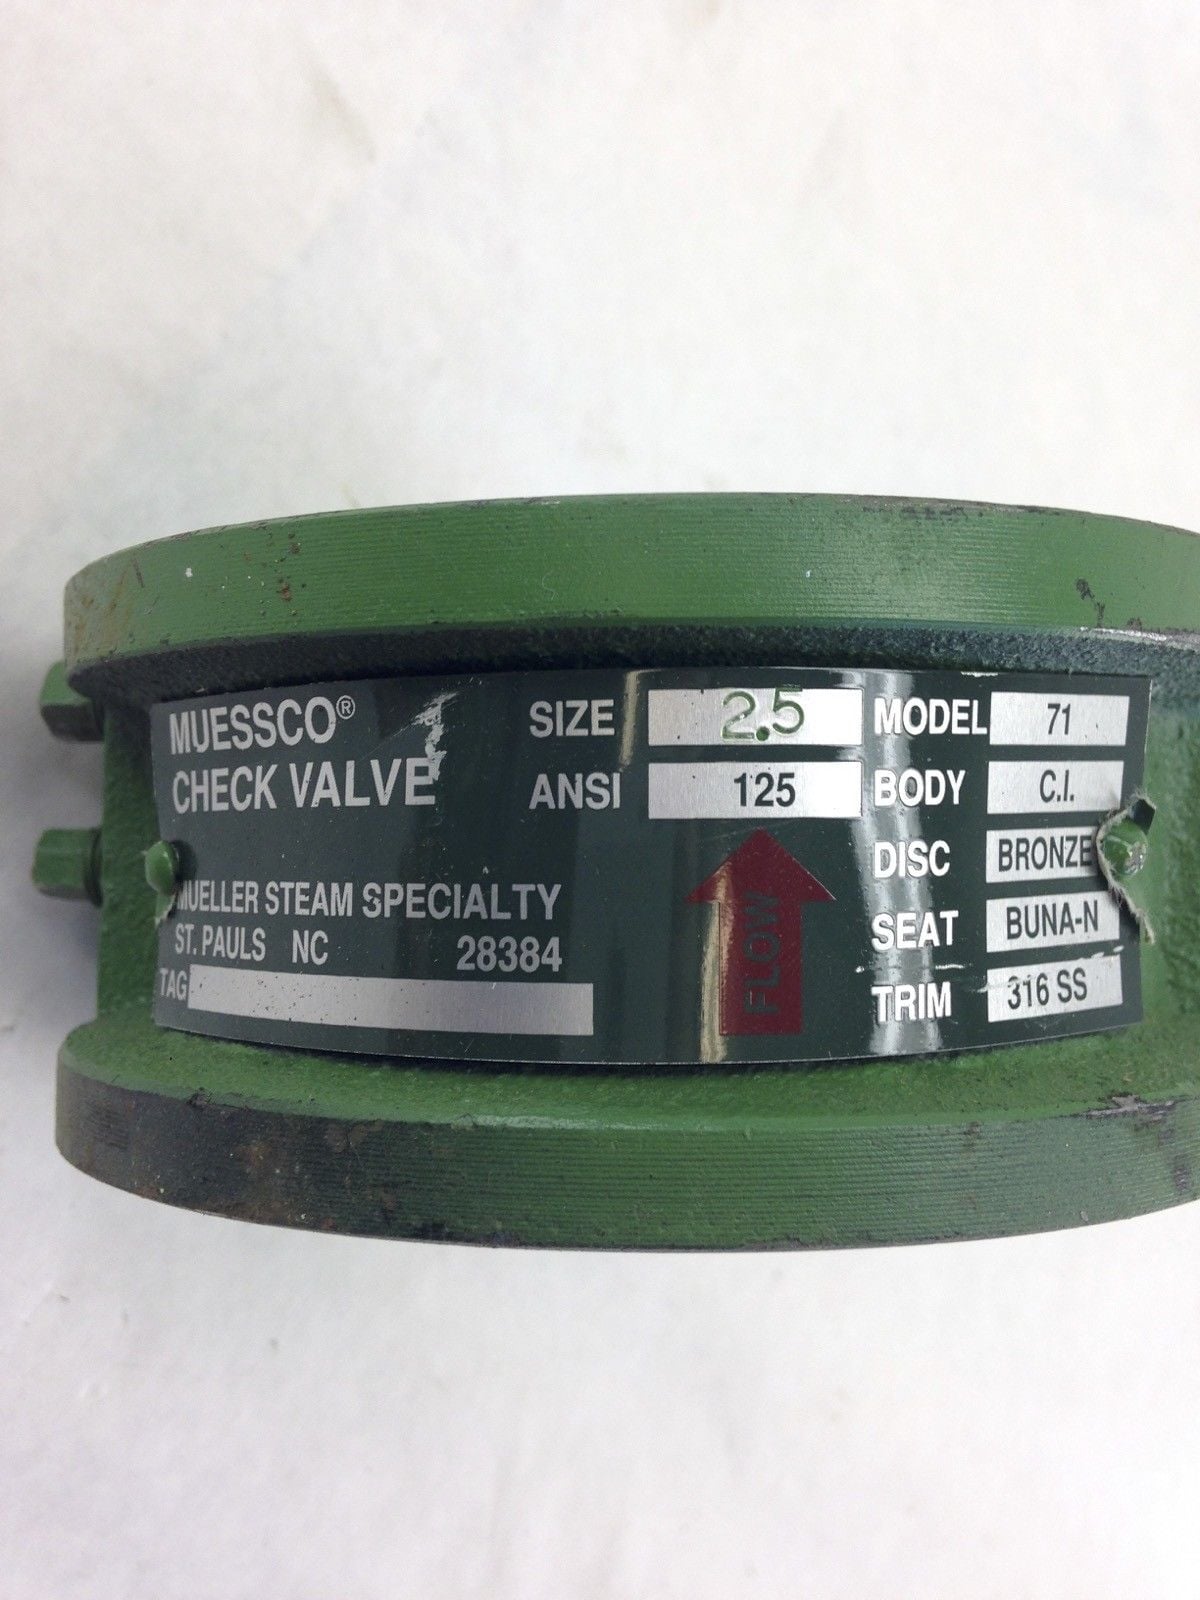 MUESSCO®
CHECK VALVE
MUELLER STEAM SPECIALTY
ST. PAULS NC 28384
TAG
SIZE 2.5
ANSI 125
FLOW
MODEL 71
BODY C.I.
DISC BRONZE
SEAT BUNA-N
TRIM 316 SS